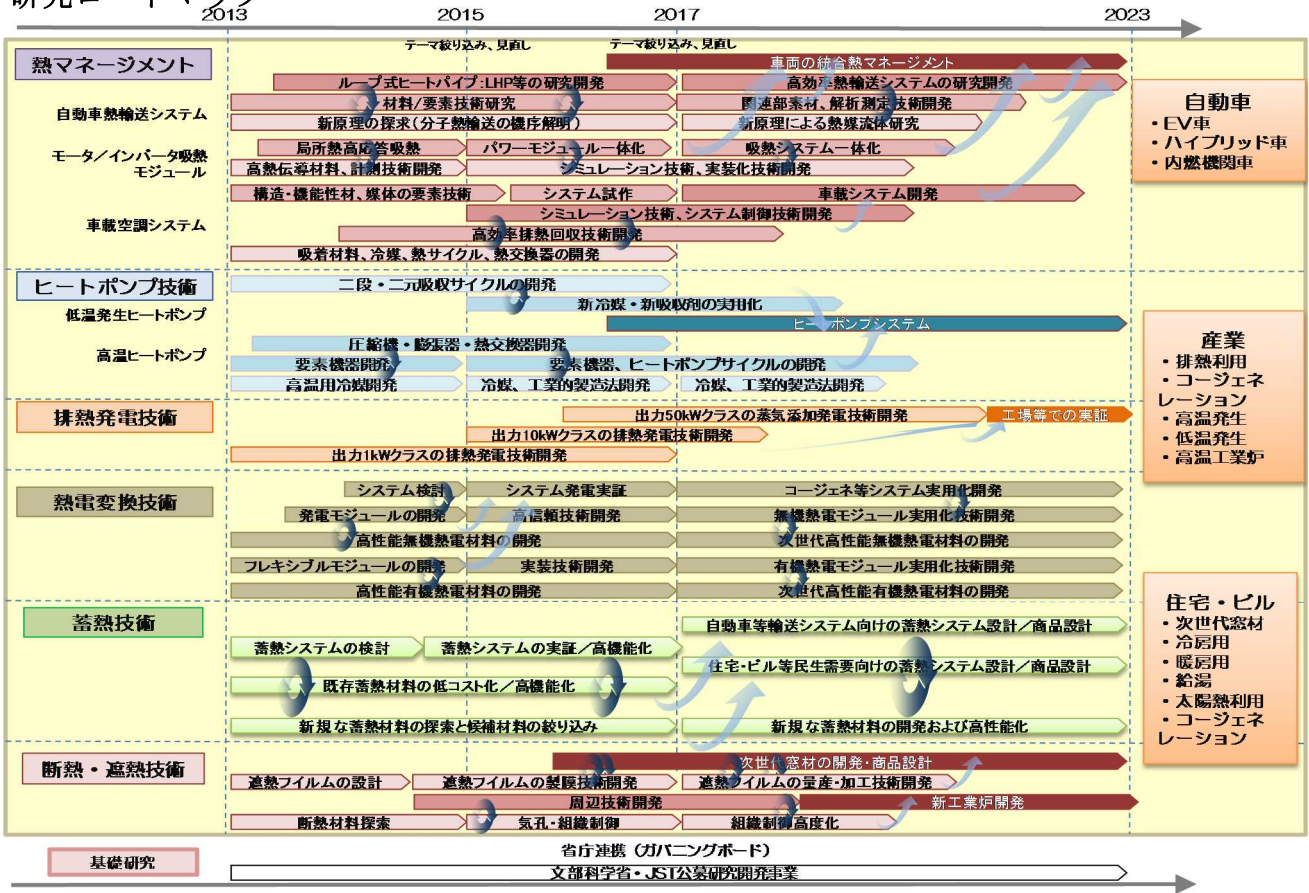 研究ロードマップ
2013 2015 2017 2023
テーマ絞り込み、見直し テーマ絞り込み、見直し
熱マネージメント
車両の統合熱マネージメント
ループ式ヒートパイプ:LHP等の研究開発 高効率熱輸送システムの研究開発
自動車熱輸送システム
材料/要素技術研究 関連部素材、解析測定技術開発
新原理の探求(分子熱輸送の機序解明) 新原理による熱媒流体研究
モータ/インバータ吸熱
モジュール
局所熱高応答吸熱 パワーモジュール一体化 吸熱システム一体化
高熱伝導材料、計測技術開発 シミュレーション技術、実装化技術開発
構造・機能性材、媒体の要素技術 システム試作 車載システム開発
車載空調システム
シミュレーション技術、システム制御技術開発
高効率排熱回収技術開発
吸着材料、冷媒、熱サイクル、熱交換器の開発
自動車
・EV車
・ハイブリッド車
・内燃機関車
ヒートポンプ技術
二段・二元吸収サイクルの開発
新冷媒・新吸収剤の実用化
低温発生ヒートポンプ
ヒートポンプシステム
圧縮機・膨張器・熱交換器開発
高温ヒートポンプ
要素機器開発 要素機器、ヒートポンプサイクルの開発
高温用冷媒開発 冷媒、工業的製造法開発 冷媒、工業的製造法開発
産業
・排熱利用
・コージェネ
レーション
・高温発生
・低温発生
・高温工業炉
排熱発電技術
出力50kWクラスの蒸気添加発電技術開発 工場等での実証
出力10kWクラスの排熱発電技術開発
出力1kWクラスの排熱発電技術開発
熱電変換技術
システム検討 システム発電実証 コージェネ等システム実用化開発
発電モジュールの開発 高信頼技術開発 無機熱電モジュール実用化技術開発
高性能無機熱電材料の開発 次世代高性能無機熱電材料の開発
フレキシブルモジュールの開発 実装技術開発 有機熱電モジュール実用化技術開発
高性能有機熱電材料の開発 次世代高性能有機熱電材料の開発
住宅・ビル
・次世代窓材
・冷房用
・暖房用
・給湯
・太陽熱利用
・コージェネ
レーション
蓄熱技術
自動車等輸送システム向けの蓄熱システム設計/商品設計
蓄熱システムの検討 蓄熱システムの実証/高機能化
住宅・ビル等民生需要向けの蓄熱システム設計/商品設計
既存蓄熱材料の低コスト化/高機能化
新規な蓄熱材料の探索と候補材料の絞り込み 新規な蓄熱材料の開発および高性能化
断熱・遮熱技術
次世代窓材の開発・商品設計
遮熱フイルムの設計 遮熱フイルムの製膜技術開発 遮熱フイルムの量産・加工技術開発
周辺技術開発 新工業炉開発
断熱材料探索 気孔・組織制御 組織制御高度化
基礎研究
省庁連携(ガバニングボード)
文部科学省・JST公募研究開発事業